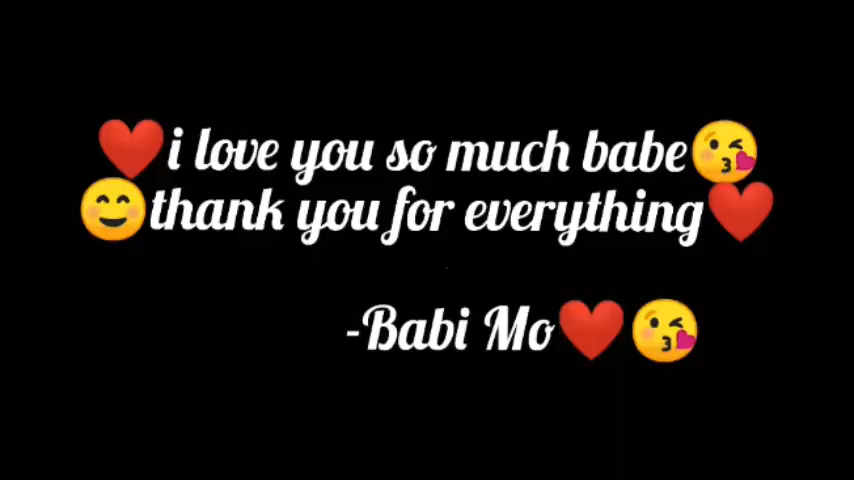 ❤️i love you so much babe😘
😊thank you for everything❤️
-Babi Mo❤️😘